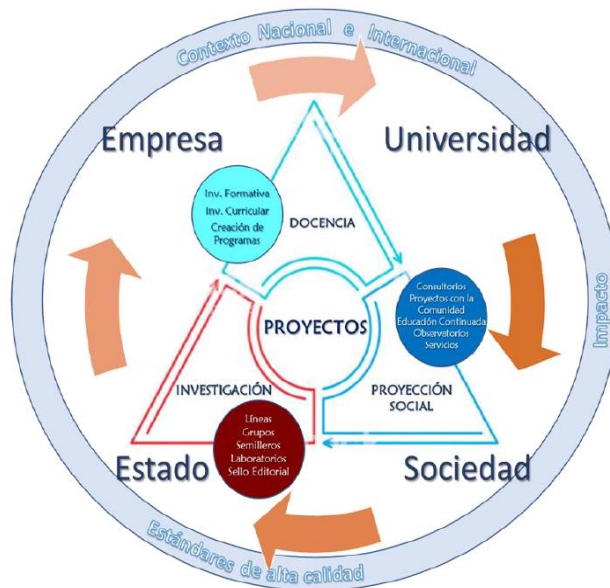 Contexto Nacional e Internacional
Empresa
Universidad
Inv. Formativa
Inv. Curricular
Creación de
Programas
DOCENCIA
Consultorios
Proyectos con la
Comunidad
Educación Continuada
Observatorios
Servicios
Impacto
PROYECTOS
INVESTIGACIÓN
PROYECCIÓN
SOCIAL
Líneas
Grupos
Semilleros
Laboratorios
Sello Editorial
Estado
Sociedad
Estándares de alta calidad